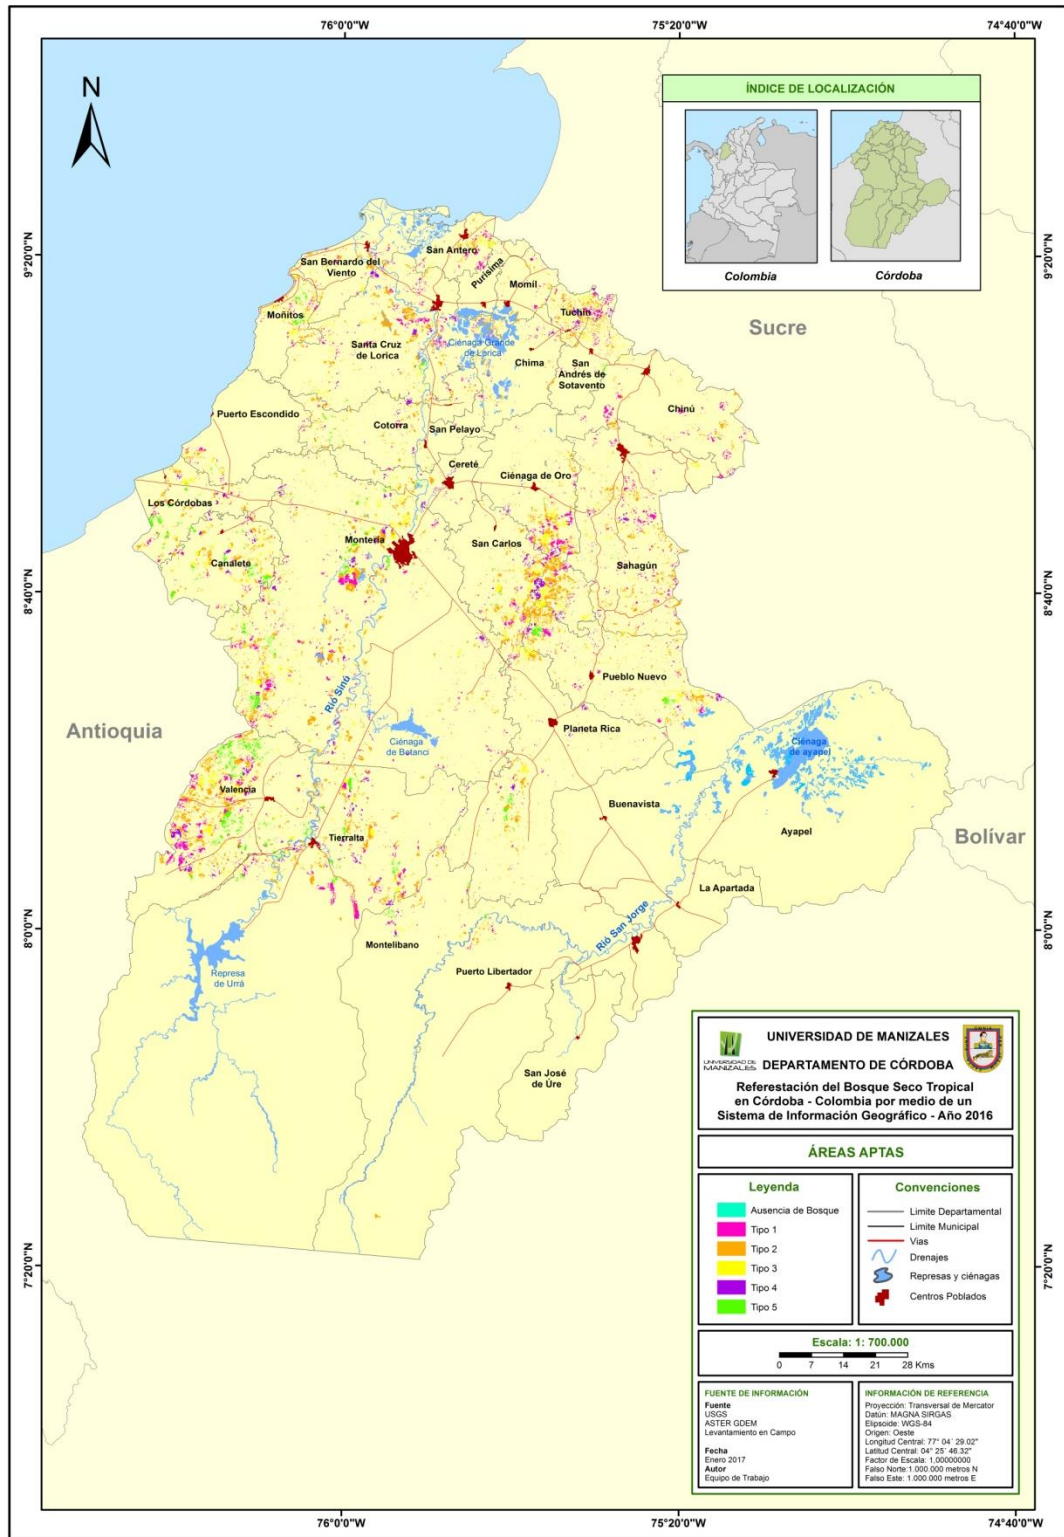 76°0'0"W
75°20'0"W
74°40'0"W
N
ÍNDICE DE LOCALIZACIÓN
Colombia
Córdoba
9°20'0"N
9°20'0"N
San Antero
San Bernardo del
Viento
Purísima
Momíl
Moñitos
Tuchín
Sucre
Santa Cruz
de Lorica
Ciénaga Grande
de Lorica
Chima
San
Andrés de
Sotavento
Puerto Escondido
Chinú
Cotorra
San Pelayo
Cereté
Ciénaga de Oro
Los Córdobas
Montería
San Carlos
Canalete
Sahagún
8°40'0"N
8°40'0"N
Pueblo Nuevo
Río Sinú
Antioquia
Planeta Rica
Ciénaga
de Betanci
Ciénaga
de ayapel
Valencia
Buenavista
Ayapel
Bolívar
Tierralta
La Apartada
8°0'0"N
8°0'0"N
Río San Jorge
Montelibano
Puerto Libertador
Represa
de Urrá
San José
de Úre
UNIVERSIDAD DE MANIZALES
UNIVERSIDAD DE
MANIZALES
DEPARTAMENTO DE CÓRDOBA
Referestación del Bosque Seco Tropical
en Córdoba - Colombia por medio de un
Sistema de Información Geográfico - Año 2016
ÁREAS APTAS
Leyenda
Ausencia de Bosque
Tipo 1
Tipo 2
Tipo 3
Tipo 4
Tipo 5
Convenciones
Limite Departamental
Limite Municipal
Vias
Drenajes
Represas y ciénagas
Centros Poblados
7°20'0"N
7°20'0"N
Escala: 1: 700.000
0 7 14 21 28 Kms
FUENTE DE INFORMACIÓN
Fuente
USGS
ASTER GDEM
Levantamiento en Campo
Fecha
Enero 2017
Autor
Equipo de Trabajo
INFORMACIÓN DE REFERENCIA
Proyección: Transversal de Mercator
Datún: MAGNA SIRGAS
Elipsoide: WGS-84
Origen: Oeste
Longitud Central: 77° 04´ 29.02"
Latitud Central: 04° 25´ 46.32"
Factor de Escala: 1,00000000
Falso Norte:1.000.000 metros N
Falso Este: 1.000.000 metros E
76°0'0"W
75°20'0"W
74°40'0"W